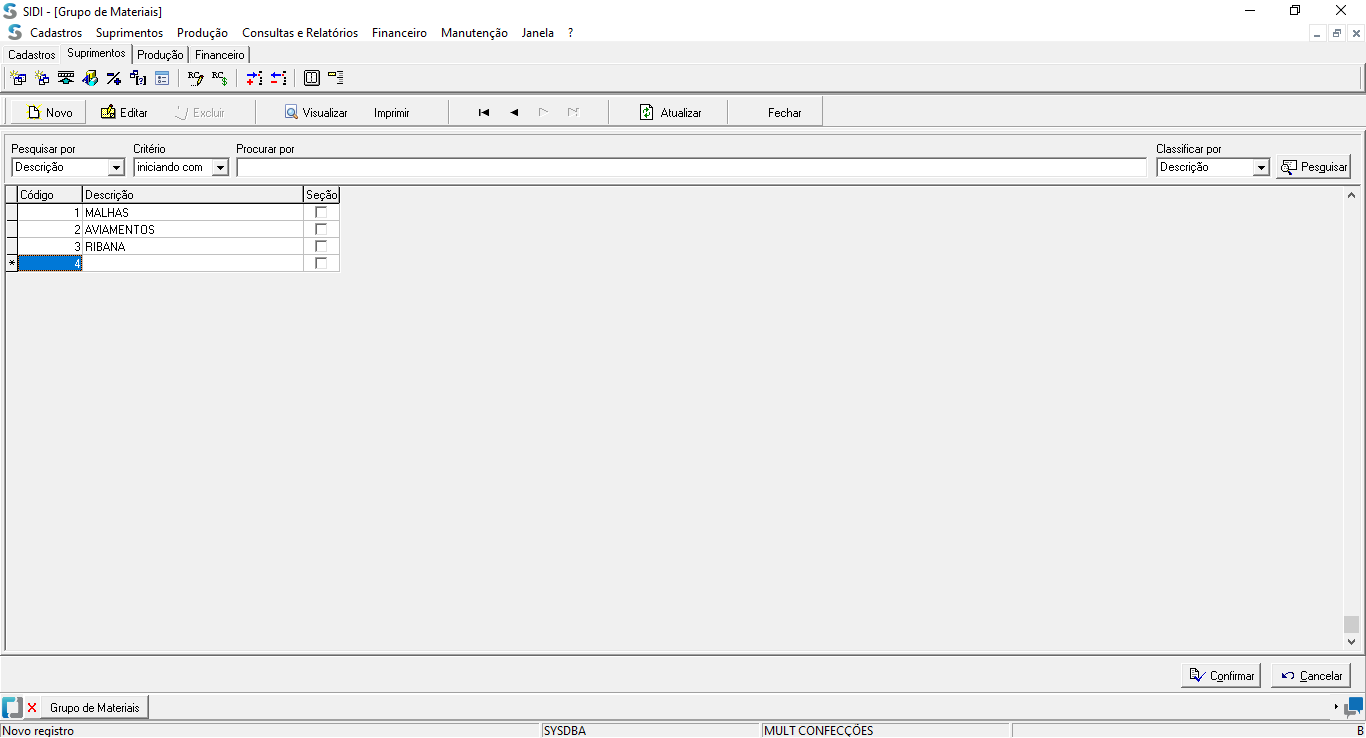 SIDI - [Grupo de Materiais]
Cadastros Suprimentos Produção Consultas e Relatórios Financeiro Manutenção Janela ?
Cadastros Suprimentos Produção Financeiro
Novo Editar Excluir Visualizar Imprimir Atualizar Fechar
Pesquisar por Critério Procurar por Classificar por
Descrição iniciando com Descrição Pesquisar
Código Descrição Seção
1 MALHAS
2 AVIAMENTOS
3 RIBANA
* 4
Confirmar Cancelar
Grupo de Materiais
Novo registro SYSDBA MULT CONFECÇÕES B